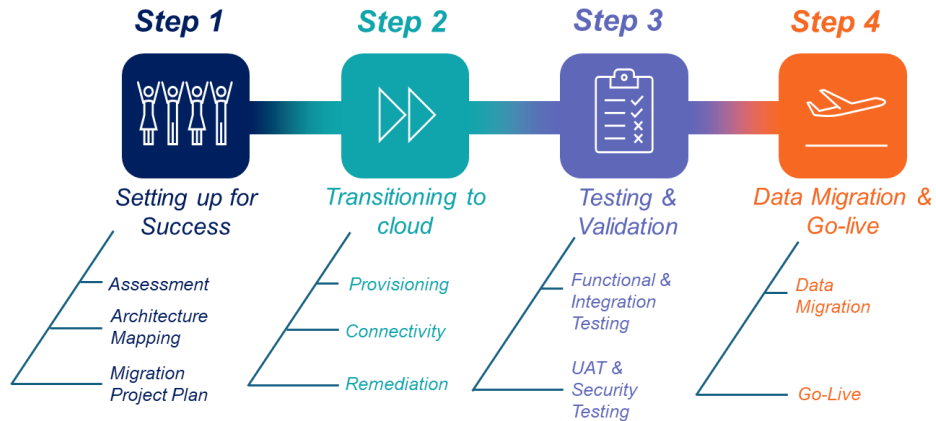 Step 1
Step 2
Step 3
Step 4
Setting up for
Success
Transitioning to
cloud
Testing &
Validation
Data Migration &
Go-live
Assessment
Architecture
Mapping
Migration
Project Plan
Provisioning
Connectivity
Remediation
Functional &
Integration
Testing
UAT &
Security
Testing
Data
Migration
Go-Live